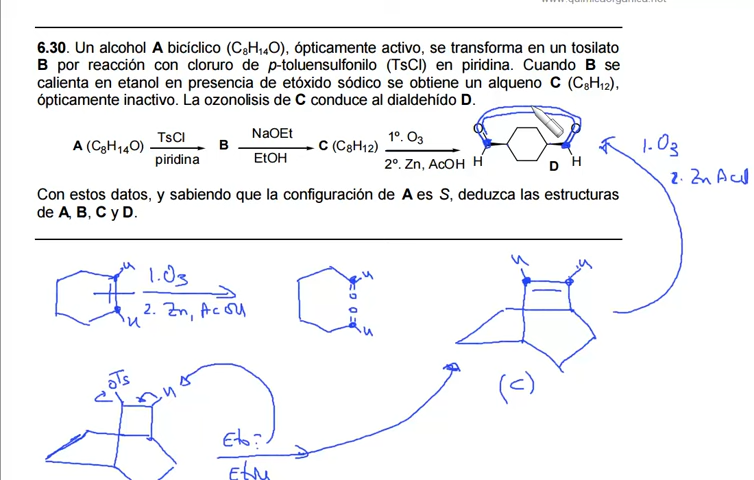 www.quimicaorganica.net
6.30. Un alcohol A bicíclico (C₈H₁₄O), ópticamente activo, se transforma en un tosilato
B por reacción con cloruro de p-toluensulfonilo (TsCl) en piridina. Cuando B se
calienta en etanol en presencia de etóxido sódico se obtiene un alqueno C (C₈H₁₂),
ópticamente inactivo. La ozonolisis de C conduce al dialdehído D.
A (C₈H₁₄O) TsCl piridina B NaOEt EtOH C (C₈H₁₂) 1º. O₃ 2º. Zn, AcOH O O H D H
1. O₃
2. Zn AcOH
Con estos datos, y sabiendo que la configuración de A es S, deduzca las estructuras
de A, B, C y D.
H H
1. O₃
2. Zn, AcOH
H O O H
H H
(C)
OTs H
EtO:
EtOH